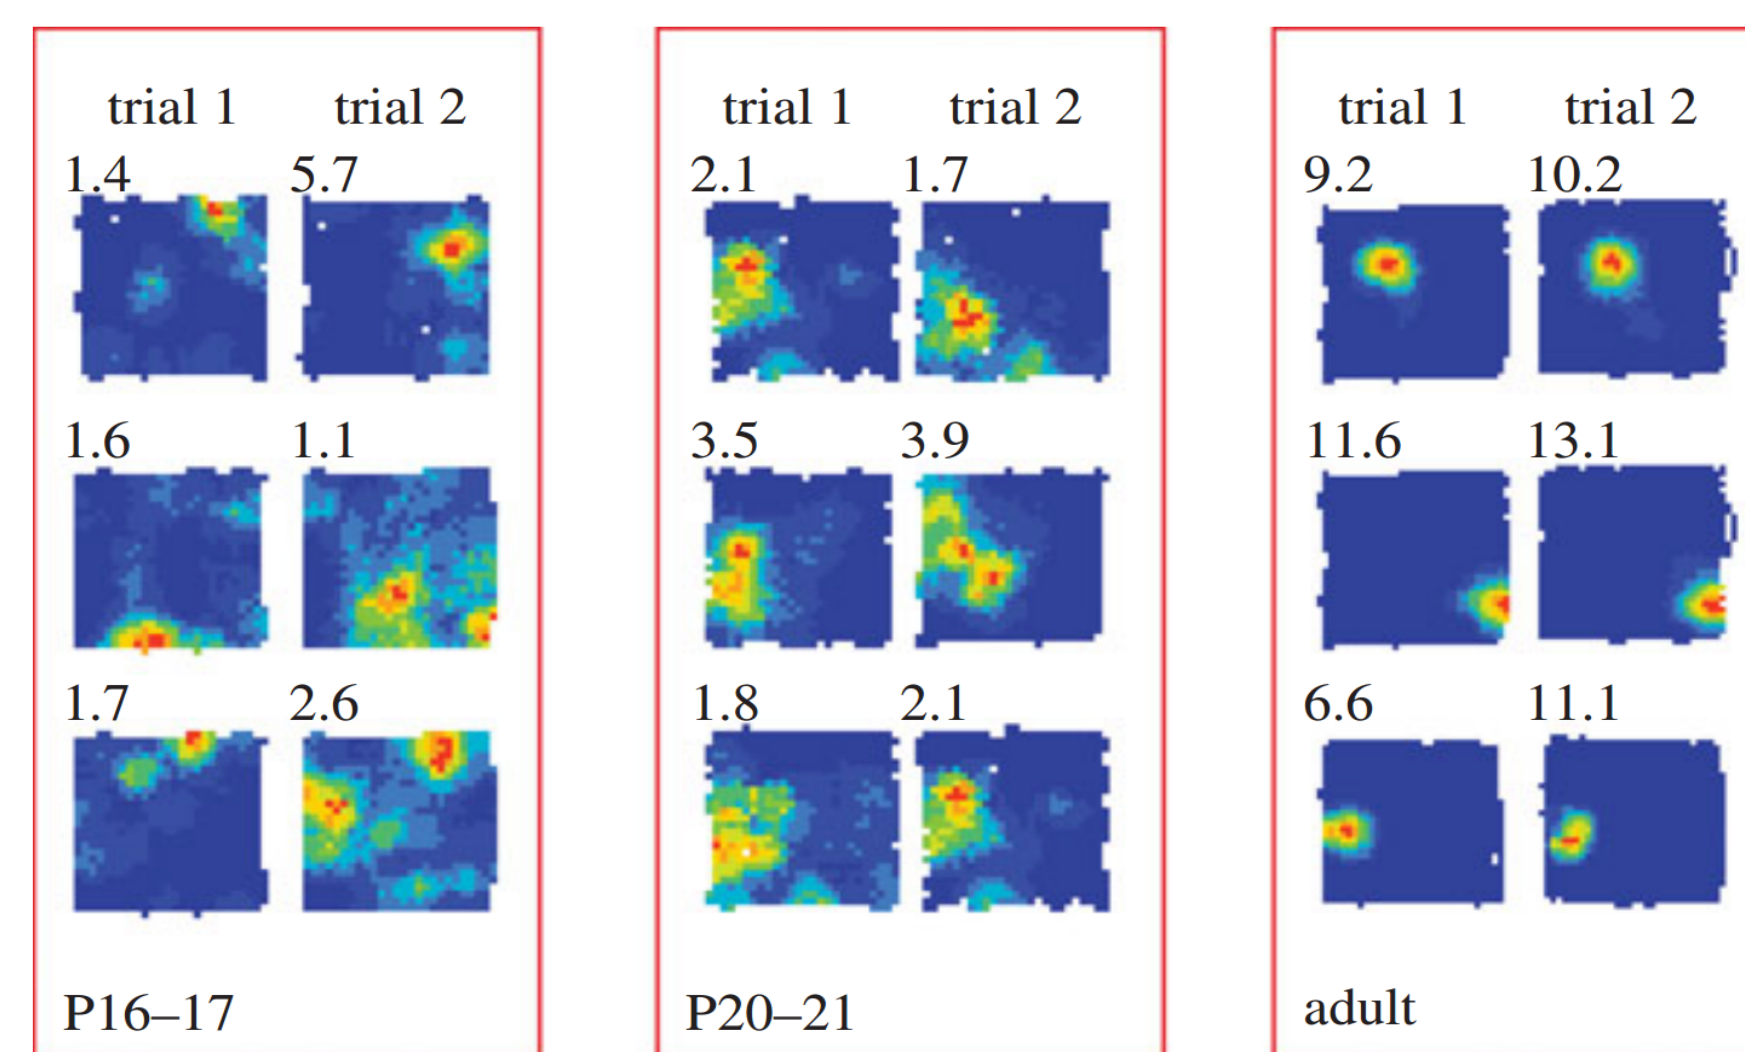 trial 1 trial 2
1.4 5.7
1.6 1.1
1.7 2.6
P16–17
trial 1 trial 2
2.1 1.7
3.5 3.9
1.8 2.1
P20–21
trial 1 trial 2
9.2 10.2
11.6 13.1
6.6 11.1
adult